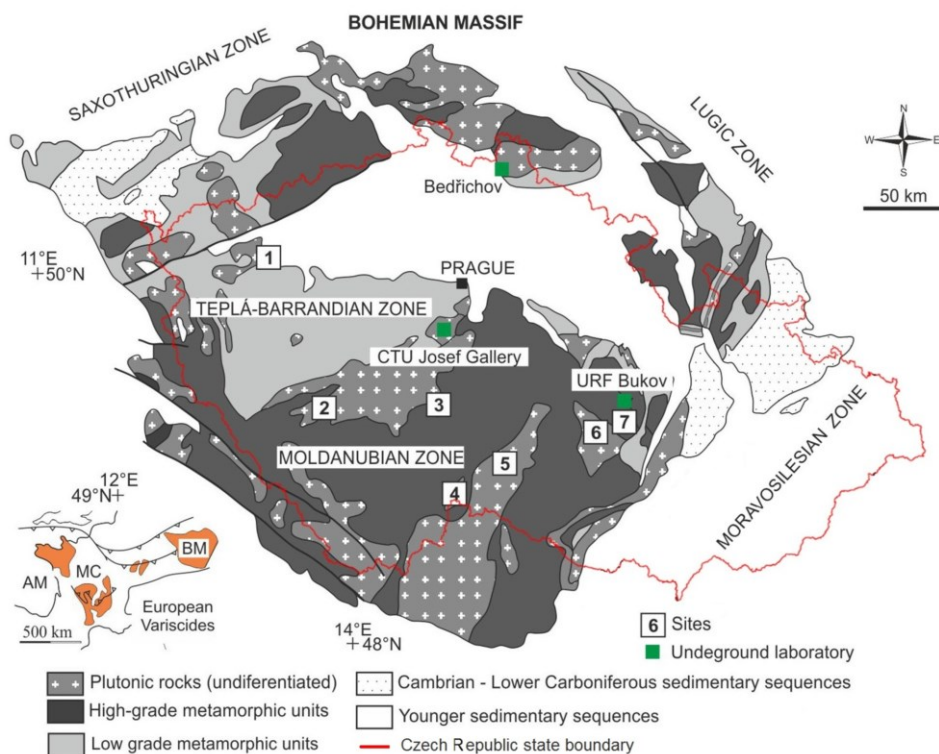 BOHEMIAN MASSIF
SAXOTHURINGIAN ZONE
LUGIC ZONE
N
W E
S
50 km
Bedřichov
11°E
+50°N
1
PRAGUE
TEPLÁ-BARRANDIAN ZONE
CTU Josef Gallery
URF Bukov
2
3
6
7
MOLDANUBIAN ZONE
5
4
MORAVOSILESIAN ZONE
12°E
49°N+
BM
AM
MC
European
Variscides
500 km
14°E
+48°N
6 Sites
Undeground laboratory
Plutonic rocks (undiferentiated)
Cambrian - Lower Carboniferous sedimentary sequences
High-grade metamorphic units
Younger sedimentary sequences
Low grade metamorphic units
Czech Republic state boundary